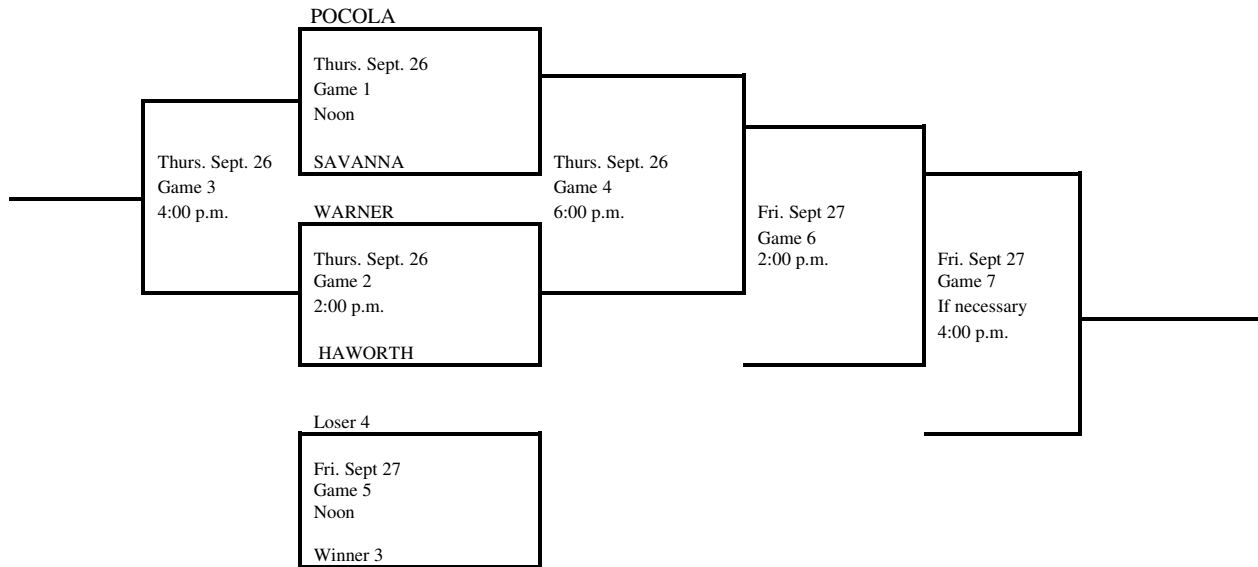 POCOLA
Thurs. Sept. 26
Game 1
Noon
SAVANNA
Thurs. Sept. 26
Game 3
4:00 p.m.
WARNER
Thurs. Sept. 26
Game 2
2:00 p.m.
HAWORTH
Thurs. Sept. 26
Game 4
6:00 p.m.
Fri. Sept 27
Game 6
2:00 p.m.
Fri. Sept 27
Game 7
If necessary
4:00 p.m.
Loser 4
Fri. Sept 27
Game 5
Noon
Winner 3